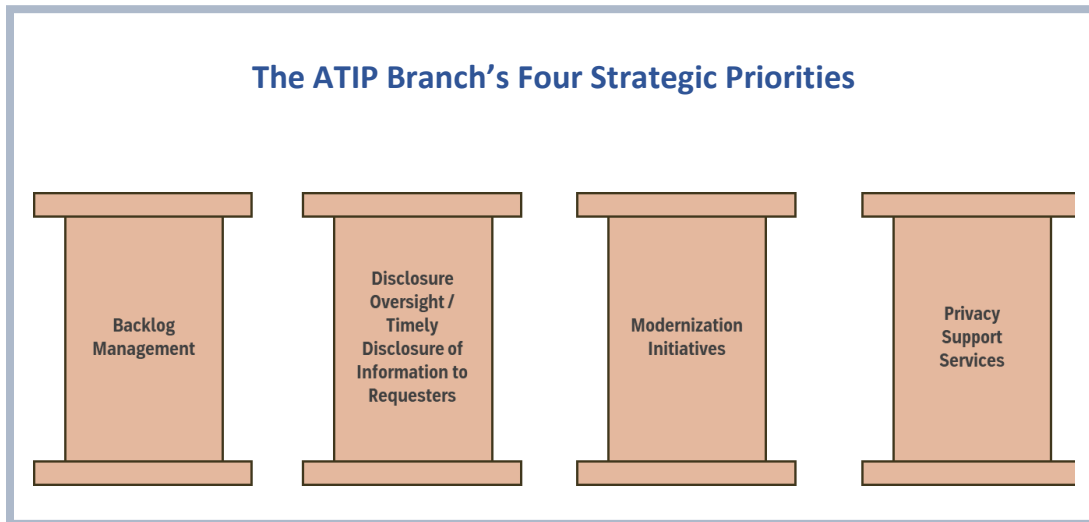 The ATIP Branch’s Four Strategic Priorities
Backlog
Management
Disclosure
Oversight /
Timely
Disclosure of
Information to
Requesters
Modernization
Initiatives
Privacy
Support
Services